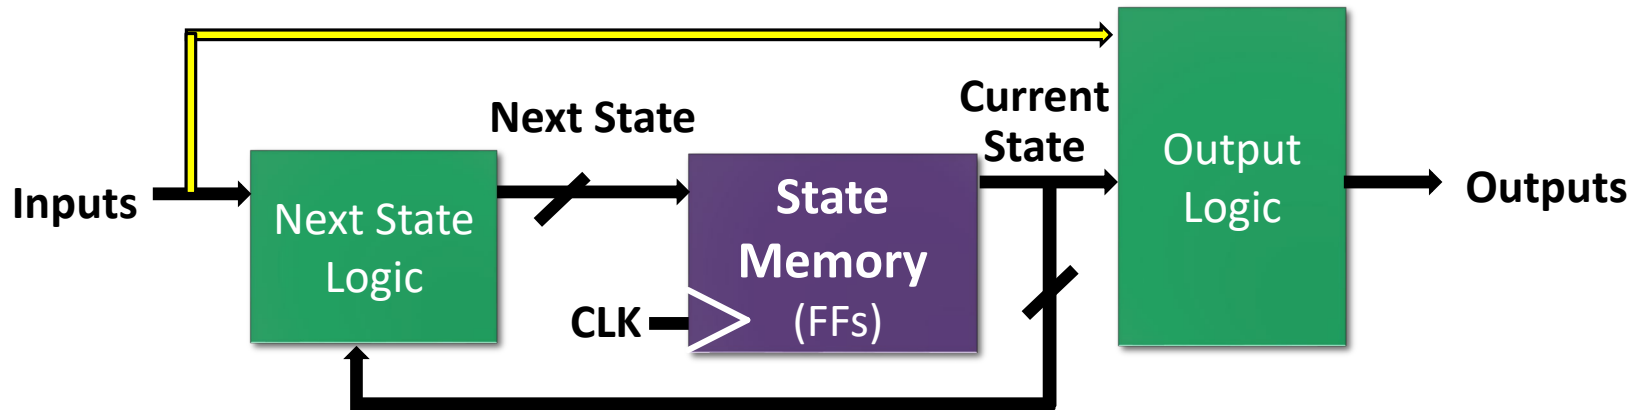 Inputs
Next State
Logic
Next State
CLK
State
Memory
(FFs)
Current
State
Output
Logic
Outputs